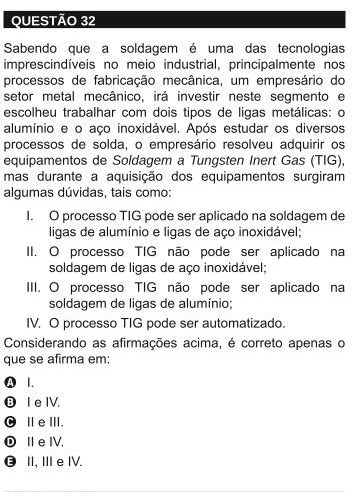 QUESTÃO 32
Sabendo que a soldagem é uma das tecnologias
imprescindíveis no meio industrial, principalmente nos
processos de fabricação mecânica, um empresário do
setor metal mecânico, irá investir neste segmento e
escolheu trabalhar com dois tipos de ligas metálicas: o
alumínio e o aço inoxidável. Após estudar os diversos
processos de solda, o empresário resolveu adquirir os
equipamentos de Soldagem a Tungsten Inert Gas (TIG),
mas durante a aquisição dos equipamentos surgiram
algumas dúvidas, tais como:
I. O processo TIG pode ser aplicado na soldagem de
ligas de alumínio e ligas de aço inoxidável;
II. O processo TIG não pode ser aplicado na
soldagem de ligas de aço inoxidável;
III. O processo TIG não pode ser aplicado na
soldagem de ligas de alumínio;
IV. O processo TIG pode ser automatizado.
Considerando as afirmações acima, é correto apenas o
que se afirma em:
A I.
B I e IV.
C II e III.
D II e IV.
E II, III e IV.